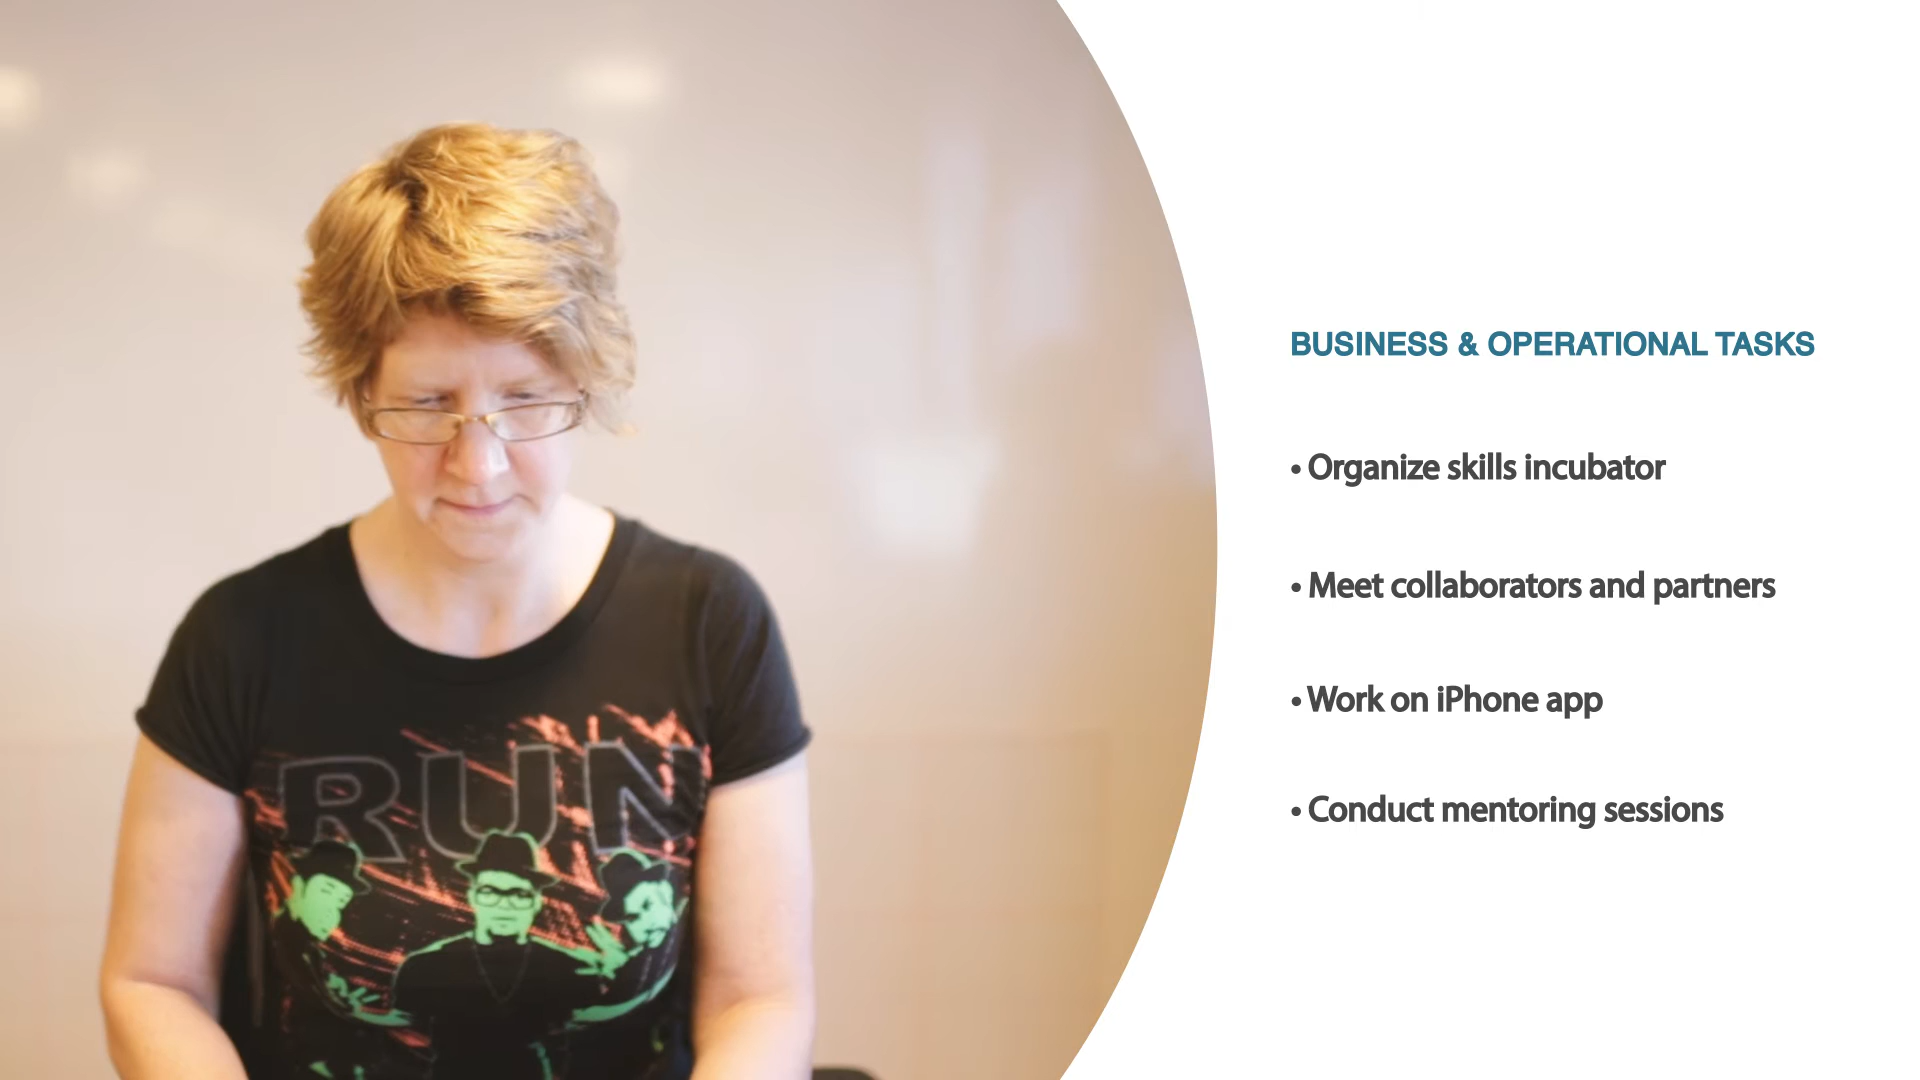 RUN
BUSINESS & OPERATIONAL TASKS
• Organize skills incubator
• Meet collaborators and partners
• Work on iPhone app
• Conduct mentoring sessions